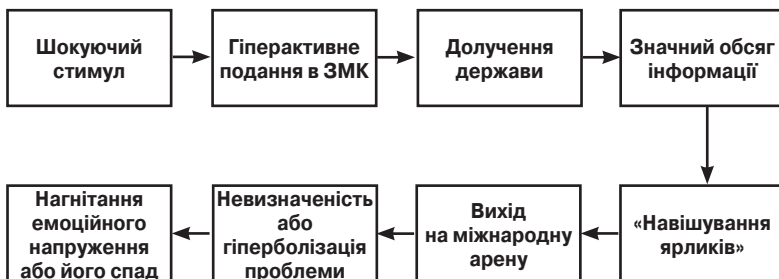 Шокуючий
стимул
Гіперактивне
подання в ЗМК
Долучення
держави
Значний обсяг
інформації
«Навішування
ярликів»
Вихід
на міжнародну
арену
Невизначеність
або
гіперболізація
проблеми
Нагнітання
емоційного
напруження
або його спад